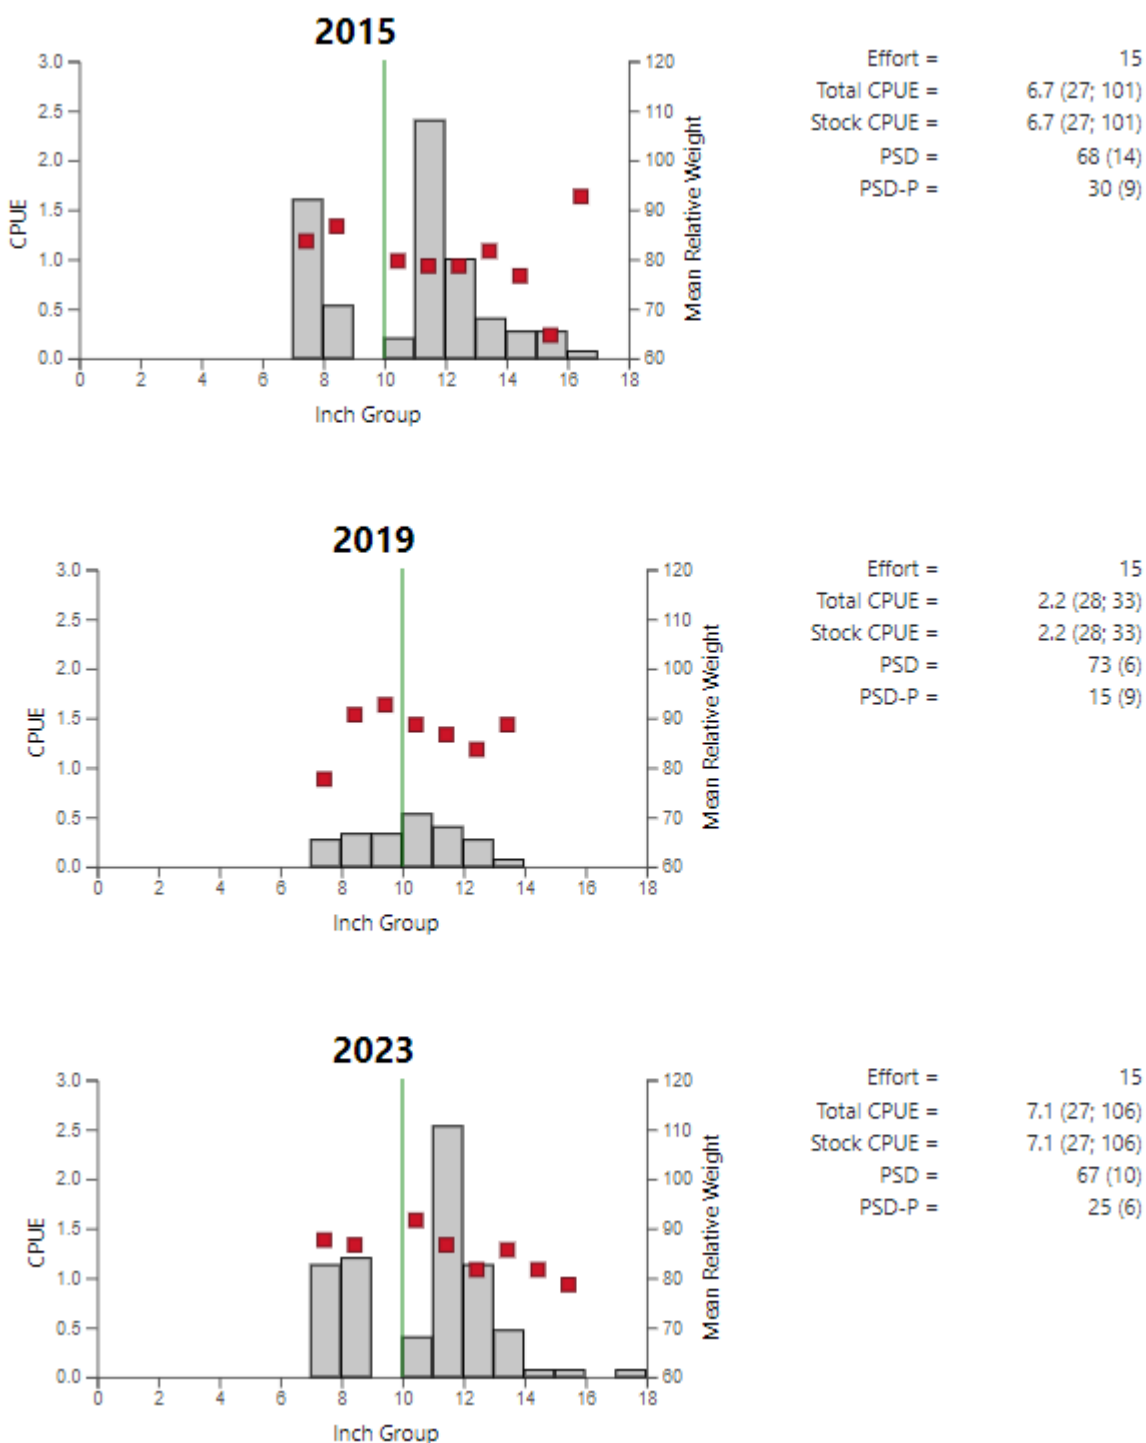 2015
3.0
2.5
2.0
1.5
1.0
0.5
0.0
CPUE
0 2 4 6 8 10 12 14 16 18
Inch Group
120
110
100
90
80
70
60
Mean Relative Weight
Effort = 15
Total CPUE = 6.7 (27; 101)
Stock CPUE = 6.7 (27; 101)
PSD = 68 (14)
PSD-P = 30 (9)
2019
3.0
2.5
2.0
1.5
1.0
0.5
0.0
CPUE
0 2 4 6 8 10 12 14 16 18
Inch Group
120
110
100
90
80
70
60
Mean Relative Weight
Effort = 15
Total CPUE = 2.2 (28; 33)
Stock CPUE = 2.2 (28; 33)
PSD = 73 (6)
PSD-P = 15 (9)
2023
3.0
2.5
2.0
1.5
1.0
0.5
0.0
CPUE
0 2 4 6 8 10 12 14 16 18
Inch Group
120
110
100
90
80
70
60
Mean Relative Weight
Effort = 15
Total CPUE = 7.1 (27; 106)
Stock CPUE = 7.1 (27; 106)
PSD = 67 (10)
PSD-P = 25 (6)